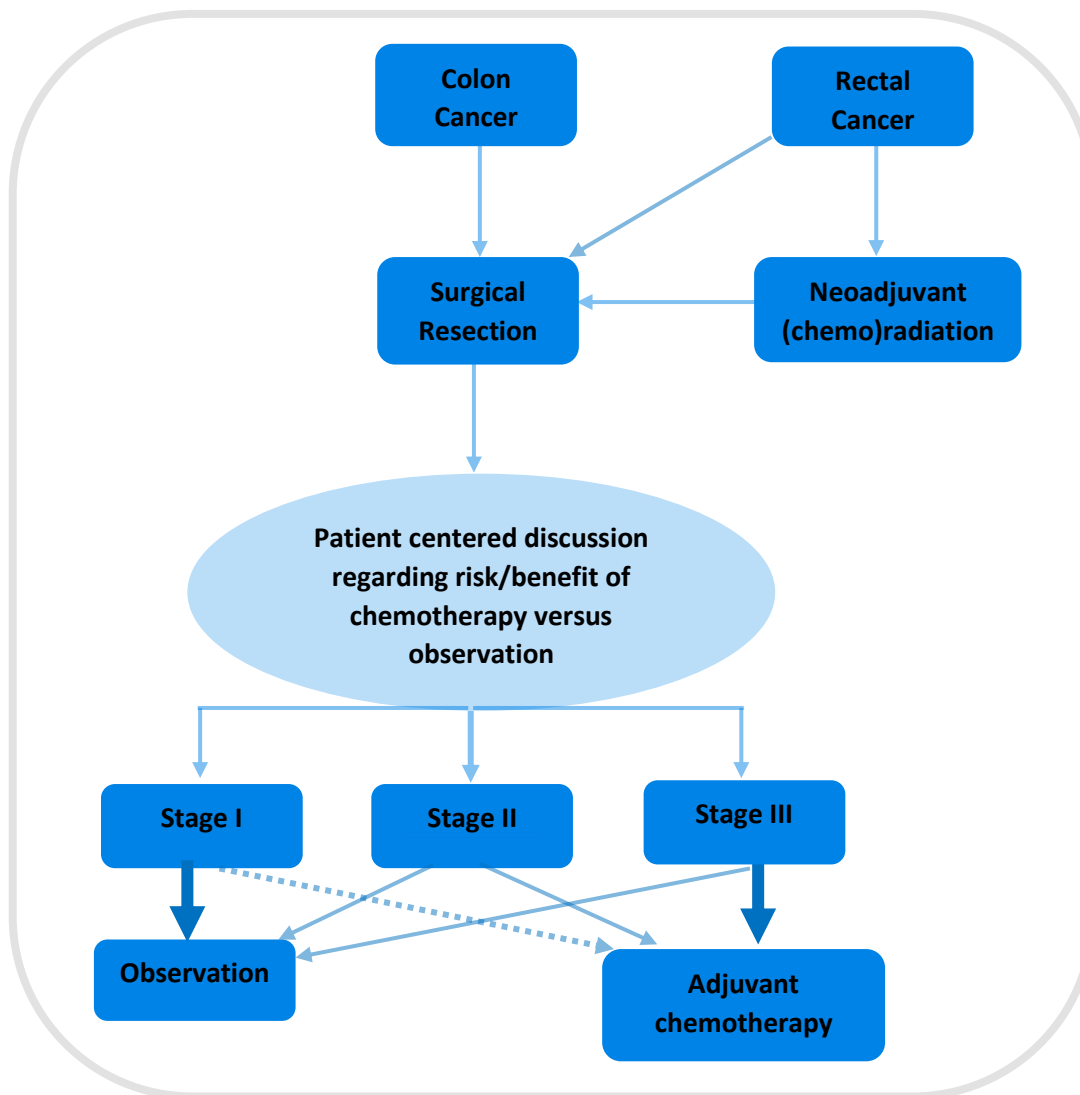 Colon
Cancer
Rectal
Cancer
Surgical
Resection
Neoadjuvant
(chemo)radiation
Patient centered discussion
regarding risk/benefit of
chemotherapy versus
observation
Stage I
Stage II
Stage III
Observation
Adjuvant
chemotherapy